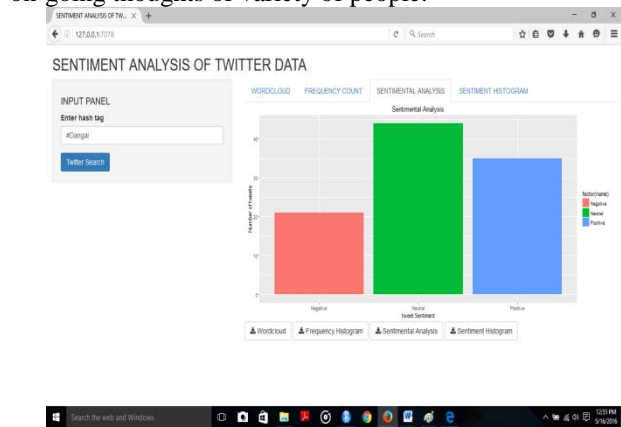 on-going thoughts of variety of people.
SENTIMENT ANALYSIS OF TW...
127.0.0.1:7078
Search
SENTIMENT ANALYSIS OF TWITTER DATA
INPUT PANEL
Enter hash tag
#Dangal
Twitter Search
WORDCLOUD FREQUENCY COUNT SENTIMENTAL ANALYSIS SENTIMENT HISTOGRAM
Sentimental Analysis
Number of tweets
40
30
20
10
0
Negative Neutral Positive
tweet Sentiment
factor(name)
Negative
Neutral
Positive
Wordcloud Frequency Histogram Sentimental Analysis Sentiment Histogram
Search the web and Windows
12:55 PM
5/16/2016